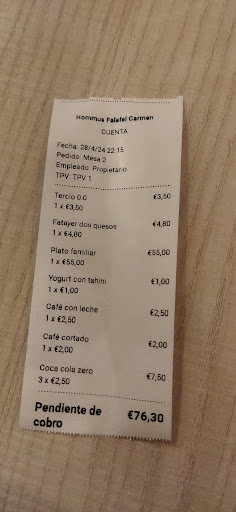 Hommus Falafel Carmen
CUENTA
Fecha: 28/4/24 22:15
Pedido: Mesa 2
Empleado: Propietario
TPV: TPV 1
Tercio 0.0 €3,50
1 x €3,50
Fatayer dos quesos €4,80
1 x €4,80
Plato familiar €55,00
1 x €55,00
Yogurt con tahini €1,00
1 x €1,00
Café con leche €2,50
1 x €2,50
Café cortado €2,00
1 x €2,00
Coca cola zero €7,50
3 x €2,50
Pendiente de €76,30
cobro